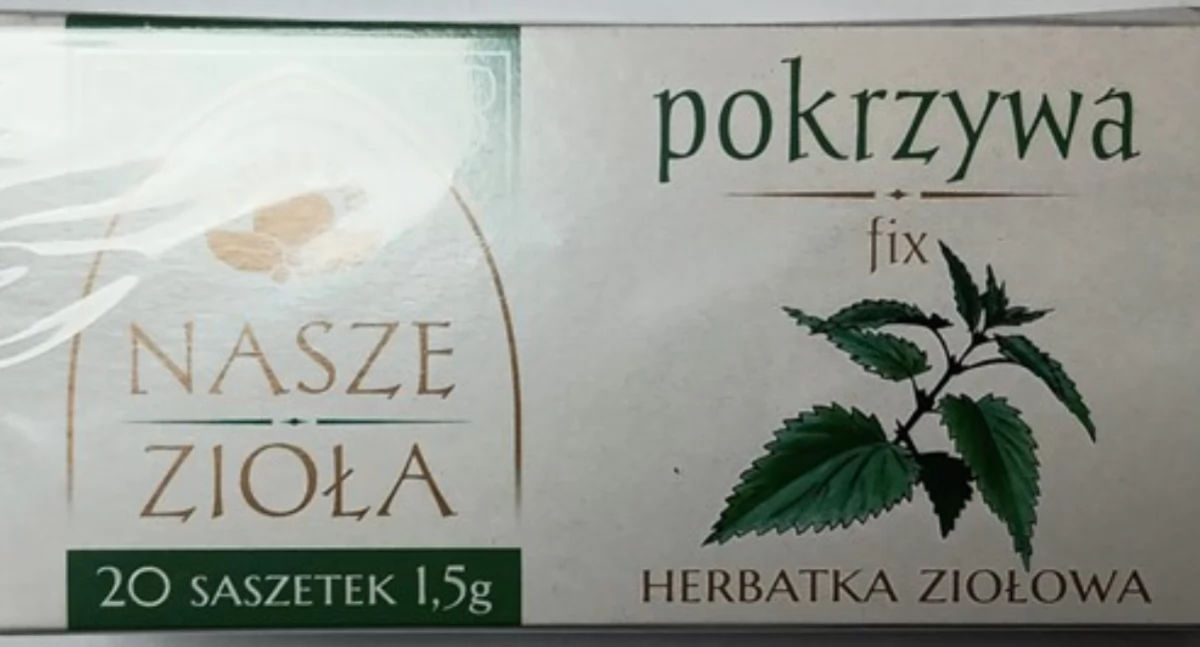 NASZE
ZIOŁA
20 SASZETEK 1,5g
pokrzywa
fix
HERBATKA ZIOŁOWA